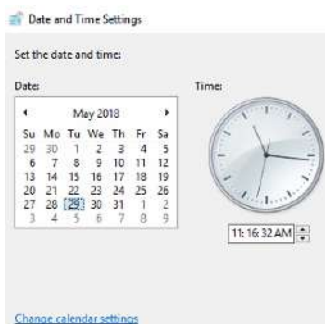 Date and Time Settings
Set the date and time:
Date:
Time:
May 2018
Su Mo Tu We Th Fr Sa
29 30 1 2 3 4 5
6 7 8 9 10 11 12
13 14 15 16 17 18 19
20 21 22 23 24 25 26
27 28 29 30 31 1 2
3 4 5 6 7 8 9
11:16:32 AM
Change calendar settings